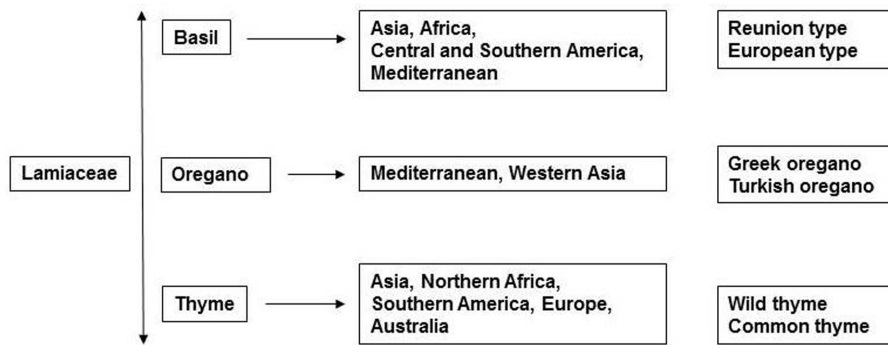 Basil
Asia, Africa,
Central and Southern America,
Mediterranean
Reunion type
European type
Lamiaceae
Oregano
Mediterranean, Western Asia
Greek oregano
Turkish oregano
Thyme
Asia, Northern Africa,
Southern America, Europe,
Australia
Wild thyme
Common thyme